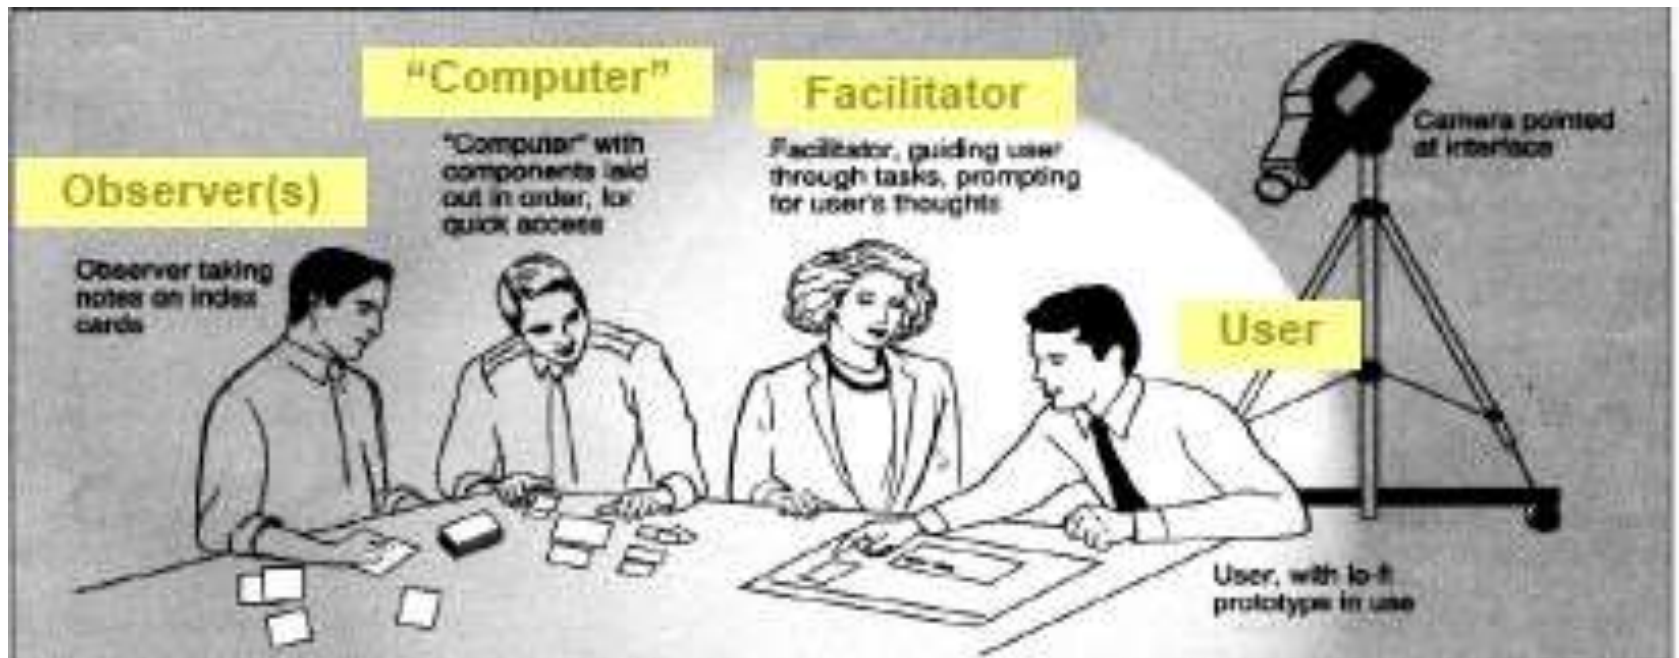 Observer(s)
Observer taking
notes on index
cards
“Computer”
"Computer" with
components laid
out in order, for
quick access
Facilitator
Facilitator, guiding user
through tasks, prompting
for user's thoughts
User
User, with lo-fi
prototype in use
Camera pointed
at interface